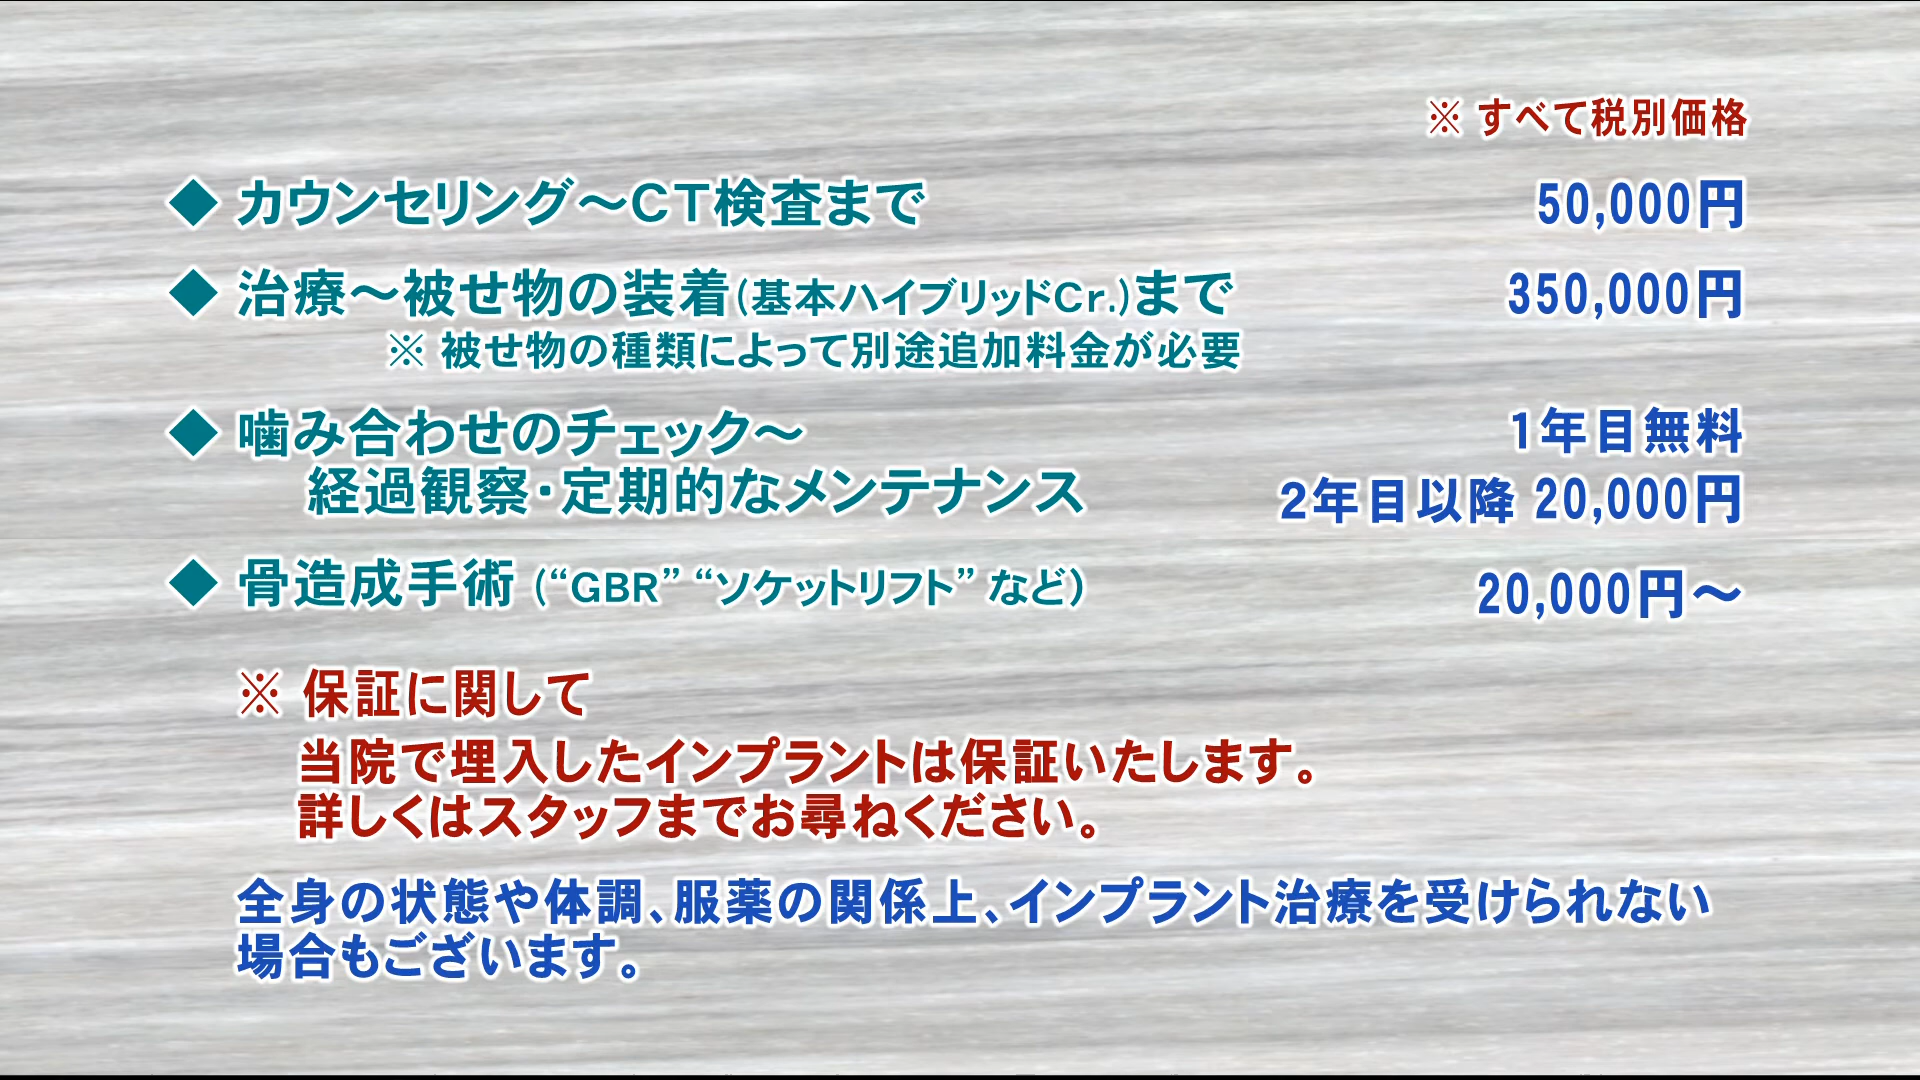 ※ すべて税別価格
◆ カウンセリング～CT検査まで 50,000円
◆ 治療～被せ物の装着(基本ハイブリッドCr.)まで 350,000円
※ 被せ物の種類によって別途追加料金が必要
◆ 噛み合わせのチェック～ 1年目無料
経過観察・定期的なメンテナンス 2年目以降 20,000円
◆ 骨造成手術 (“GBR” “ソケットリフト” など) 20,000円～
※ 保証に関して
当院で埋入したインプラントは保証いたします。
詳しくはスタッフまでお尋ねください。
全身の状態や体調、服薬の関係上、インプラント治療を受けられない
場合もございます。